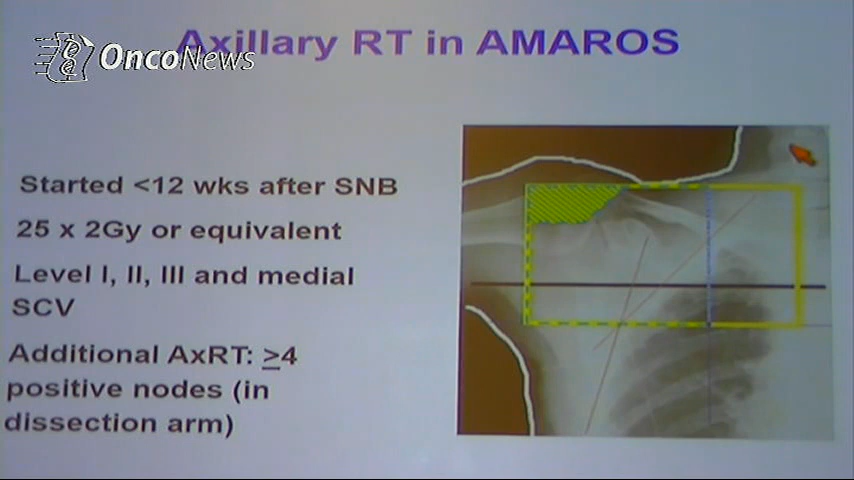 Axillary RT in AMAROS
OncoNews
Started <12 wks after SNB
25 x 2Gy or equivalent
Level I, II, III and medial
SCV
Additional AxRT: ≥4
positive nodes (in
dissection arm)